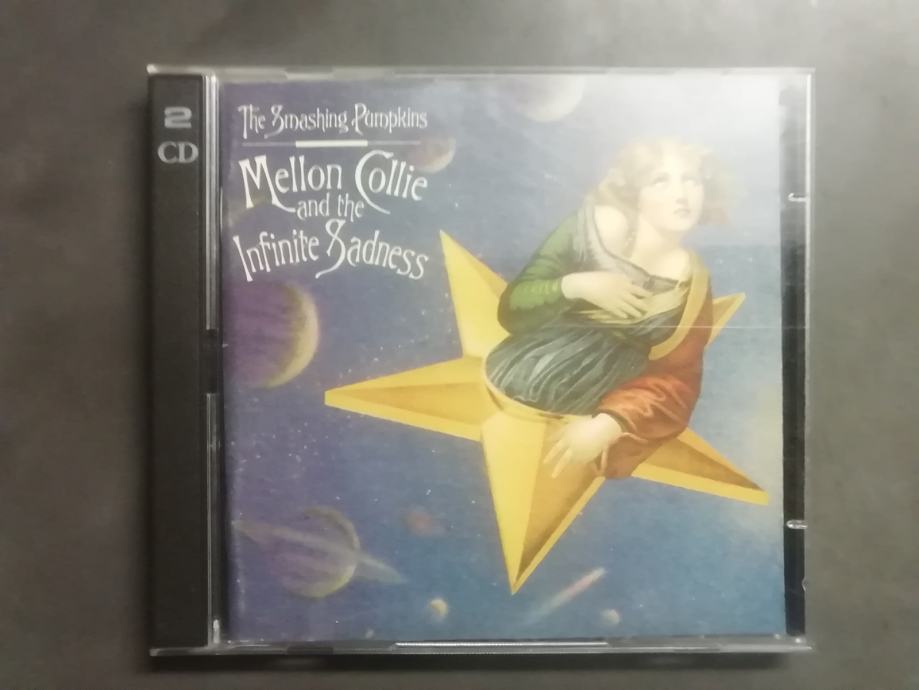 2
CD
The Smashing Pumpkins
Mellon Collie
and the
Infinite Sadness